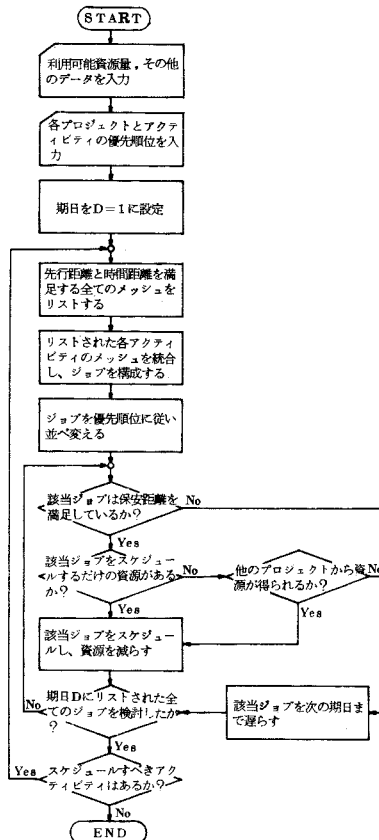 START
利用可能資源量，その他
のデータを入力
各プロジェクトとアクテ
ィビティの優先順位を入
力
期日をD＝1に設定
先行距離と時間距離を満
足する全てのメッシュを
リストする
リストされた各アクティ
ビティのメッシュを統合
し、ジョブを構成する
ジョブを優先順位に従い
並べ変える
該当ジョブは保安距離を
満足しているか？
No
Yes
該当ジョブをスケジュー
ルするだけの資源がある
か？
No
他のプロジェクトから資
源が得られるか？
No
Yes
Yes
該当ジョブをスケジュー
ルし、資源を減らす
No
期日Dにリストされた全
てのジョブを検討したか
？
該当ジョブを次の期日ま
で遅らす
Yes
Yes
スケジュールすべきアク
ティビティはあるか？
No
END